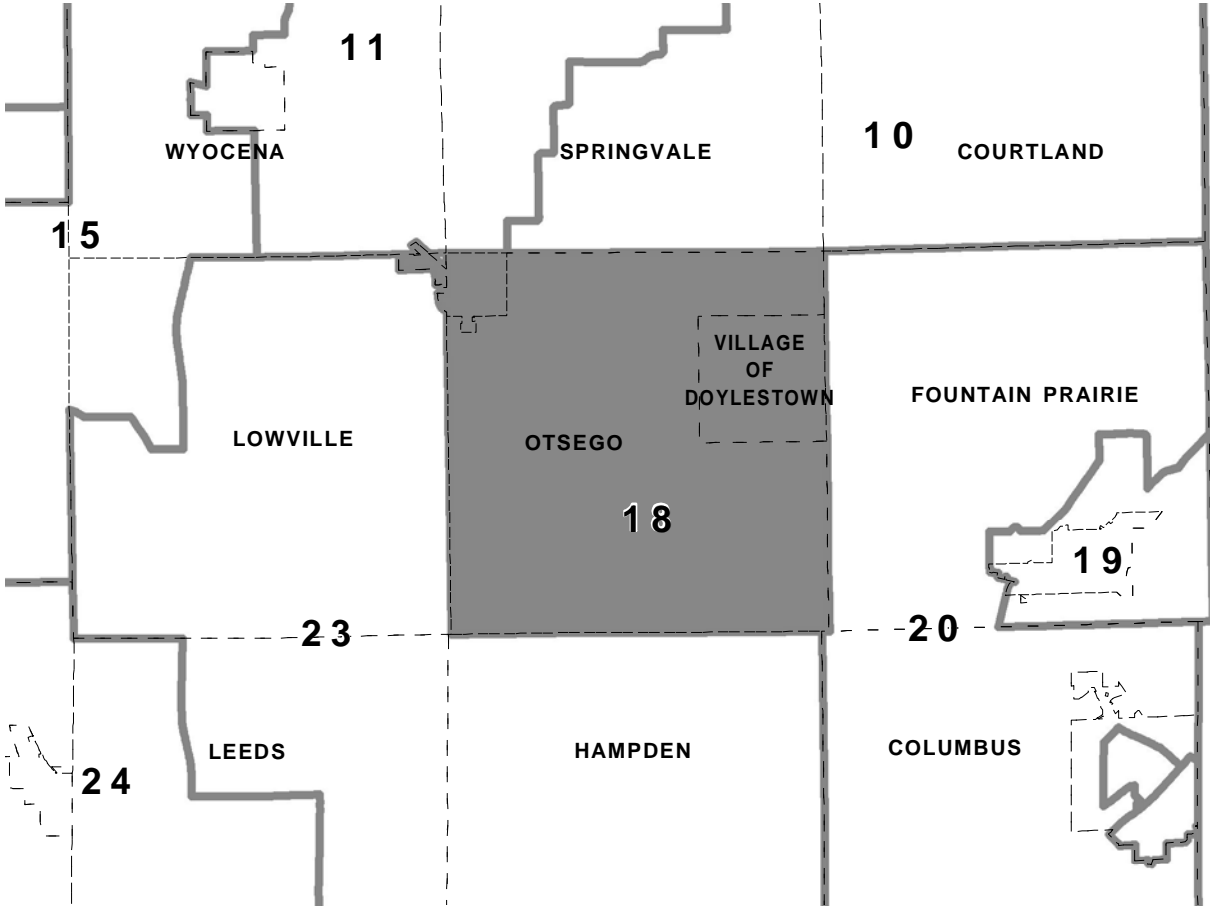 11
10
WYOCENA
SPRINGVALE
COURTLAND
15
VILLAGE
OF
DOYLESTOWN
FOUNTAIN PRAIRIE
LOWVILLE
OTSEGO
18
19
23
20
LEEDS
HAMPDEN
COLUMBUS
24